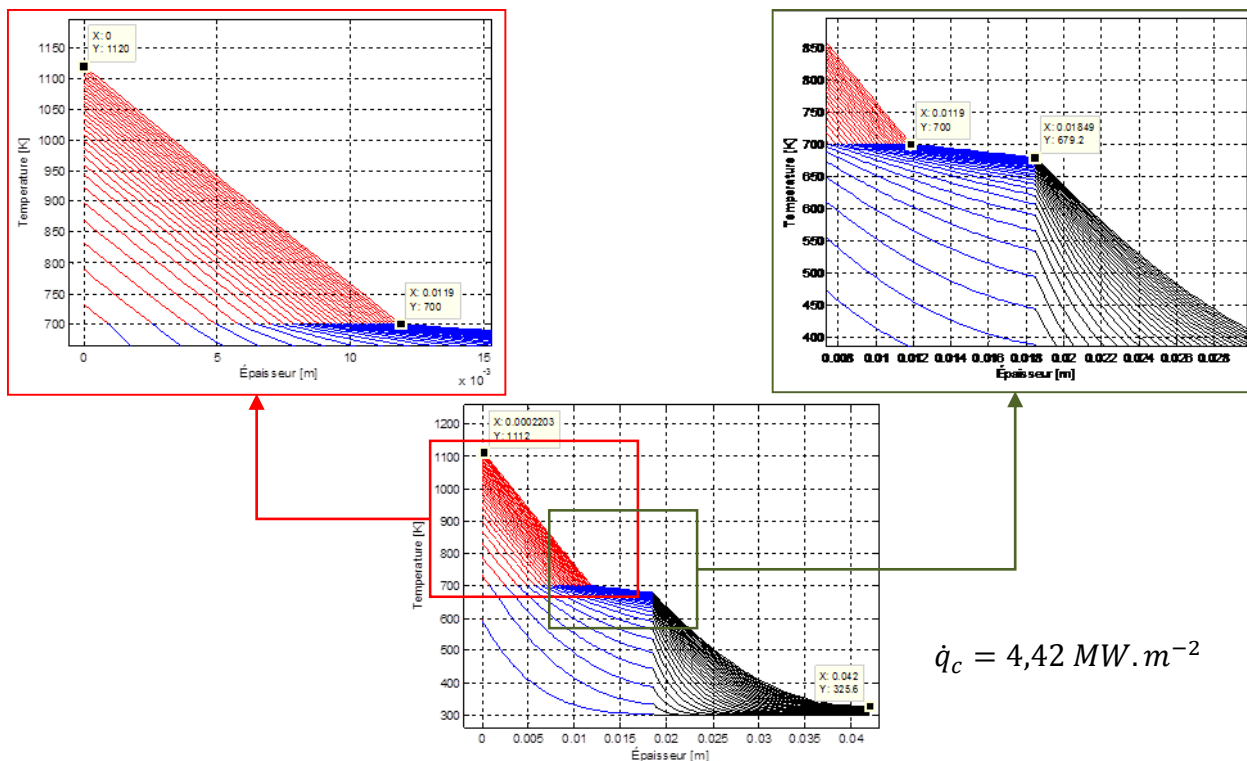 X: 0
Y: 1120
1150
1100
1050
1000
950
900
850
800
750
700
Temperature [K]
0
5
10
15
x 10⁻³
Épaisseur [m]
X: 0.0119
Y: 700
850
800
750
700
650
600
550
500
450
400
Temperature [K]
X: 0.0119
Y: 700
X: 0.01849
Y: 679.2
0.008 0.01 0.012 0.014 0.016 0.018 0.02 0.022 0.024 0.026 0.028
Épaisseur [m]
X: 0.0002203
Y: 1112
1200
1100
1000
900
800
700
600
500
400
300
Temperature [K]
X: 0.042
Y: 325.6
0 0.005 0.01 0.015 0.02 0.025 0.03 0.035 0.04
Épaisseur [m]
q̇_c = 4,42 MW.m⁻²